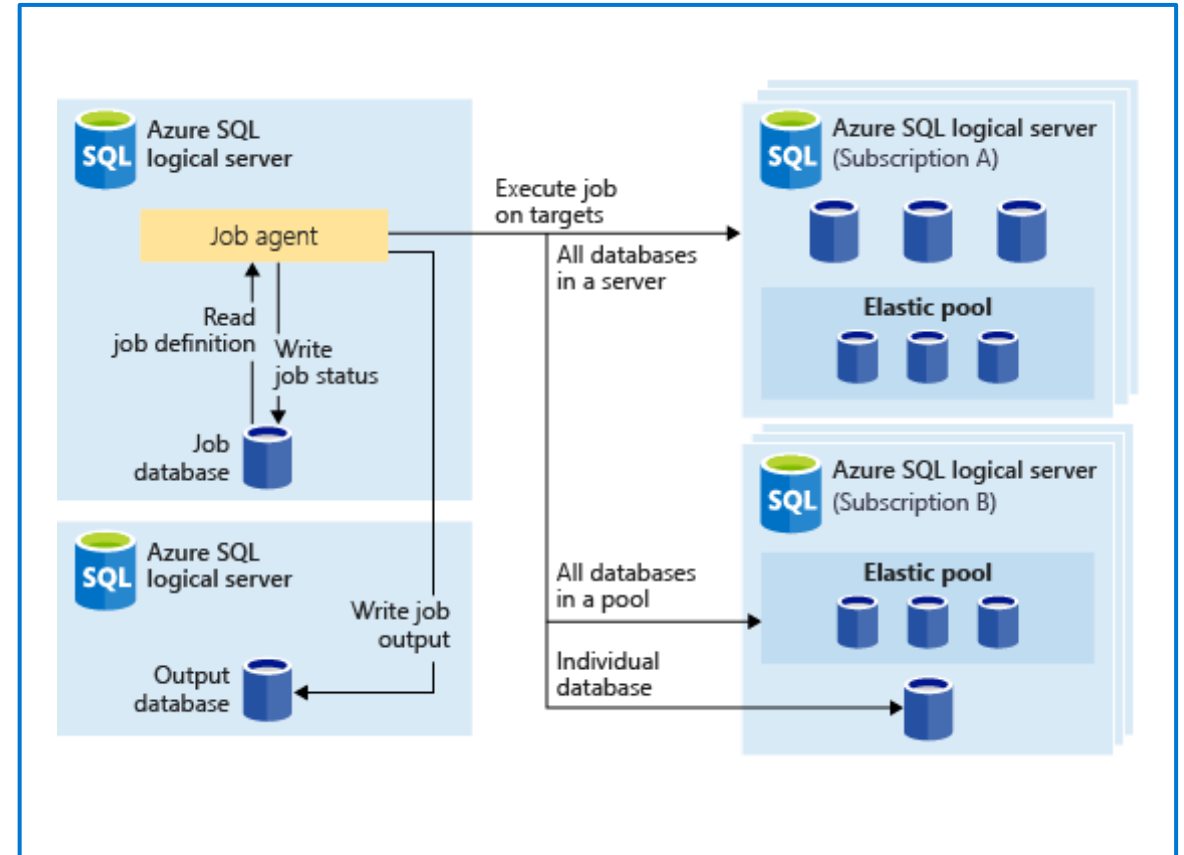 SQL
Azure SQL
logical server
Job agent
Read
job definition
Write
job status
Job
database
SQL
Azure SQL
logical server
Write job
output
Output
database
Execute job
on targets
All databases
in a server
All databases
in a pool
Individual
database
SQL
Azure SQL logical server
(Subscription A)
Elastic pool
SQL
Azure SQL logical server
(Subscription B)
Elastic pool